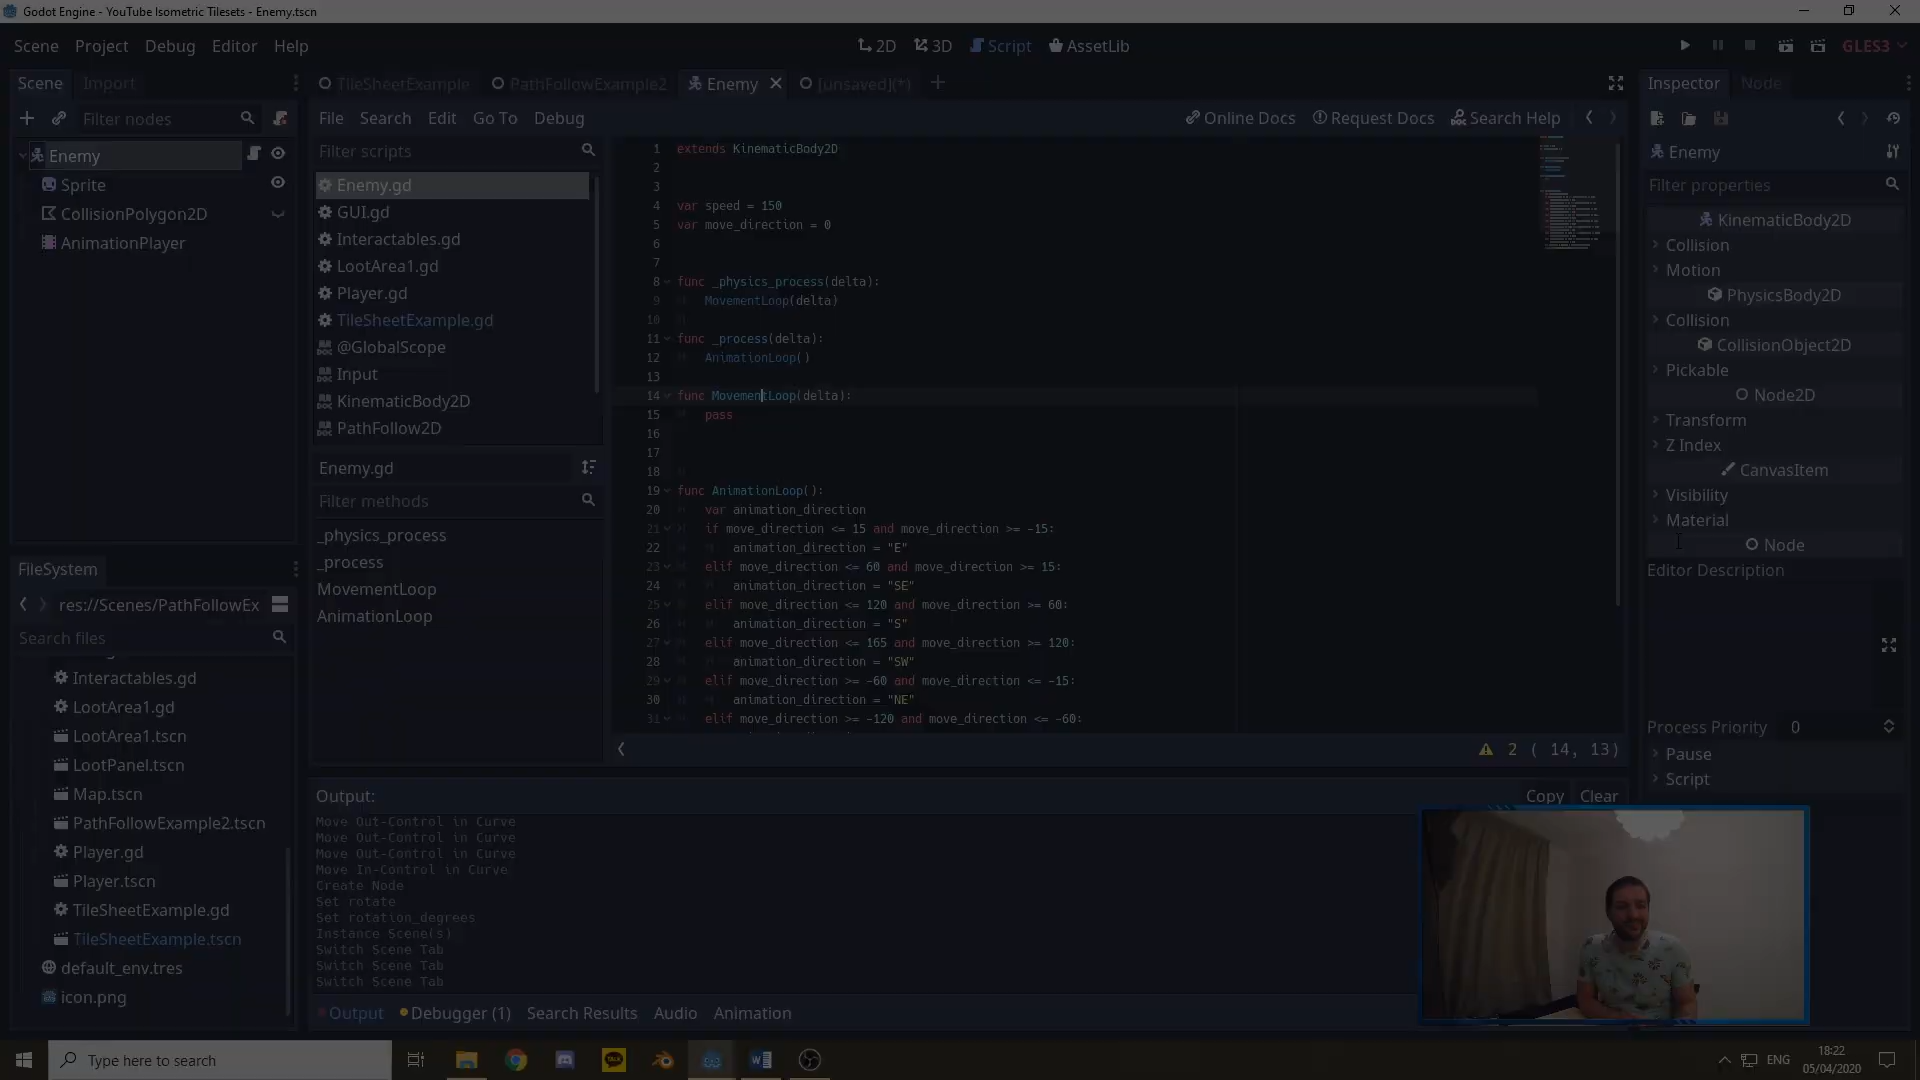 Godot Engine - YouTube Isometric Tilesets - Enemy.tscn
Scene Project Debug Editor Help
2D 3D Script AssetLib
GLES3
Scene Import
Filter nodes
Enemy
Sprite
CollisionPolygon2D
AnimationPlayer
FileSystem
res://Scenes/PathFollowEx
Search files
Interactables.gd
LootArea1.gd
LootArea1.tscn
LootPanel.tscn
Map.tscn
PathFollowExample2.tscn
Player.gd
Player.tscn
TileSheetExample.gd
TileSheetExample.tscn
default_env.tres
icon.png
TileSheetExample PathFollowExample2 Enemy [unsaved](*)
File Search Edit Go To Debug
Online Docs Request Docs Search Help
Filter scripts
Enemy.gd
GUI.gd
Interactables.gd
LootArea1.gd
Player.gd
TileSheetExample.gd
@GlobalScope
Input
KinematicBody2D
PathFollow2D
Enemy.gd
Filter methods
_physics_process
_process
MovementLoop
AnimationLoop
1 extends KinematicBody2D
2
3
4 var speed = 150
5 var move_direction = 0
6
7
8 func _physics_process(delta):
9 MovementLoop(delta)
10
11 func _process(delta):
12 AnimationLoop()
13
14 func MovementLoop(delta):
15 pass
16
17
18
19 func AnimationLoop():
20 var animation_direction
21 if move_direction <= 15 and move_direction >= -15:
22 animation_direction = "E"
23 elif move_direction <= 60 and move_direction >= 15:
24 animation_direction = "SE"
25 elif move_direction <= 120 and move_direction >= 60:
26 animation_direction = "S"
27 elif move_direction <= 165 and move_direction >= 120:
28 animation_direction = "SW"
29 elif move_direction >= -60 and move_direction <= -15:
30 animation_direction = "NE"
31 elif move_direction >= -120 and move_direction <= -60:
2 ( 14, 13)
Output:
Copy Clear
Move Out-Control in Curve
Move Out-Control in Curve
Move Out-Control in Curve
Move In-Control in Curve
Create Node
Set rotate
Set rotation_degrees
Instance Scene(s)
Switch Scene Tab
Switch Scene Tab
Switch Scene Tab
Output Debugger (1) Search Results Audio Animation
Inspector Node
Enemy
Filter properties
KinematicBody2D
Collision
Motion
PhysicsBody2D
Collision
CollisionObject2D
Pickable
Node2D
Transform
Z Index
CanvasItem
Visibility
Material
Node
Editor Description
Process Priority 0
Pause
Script
Type here to search
ENG
18:22
05/04/2020